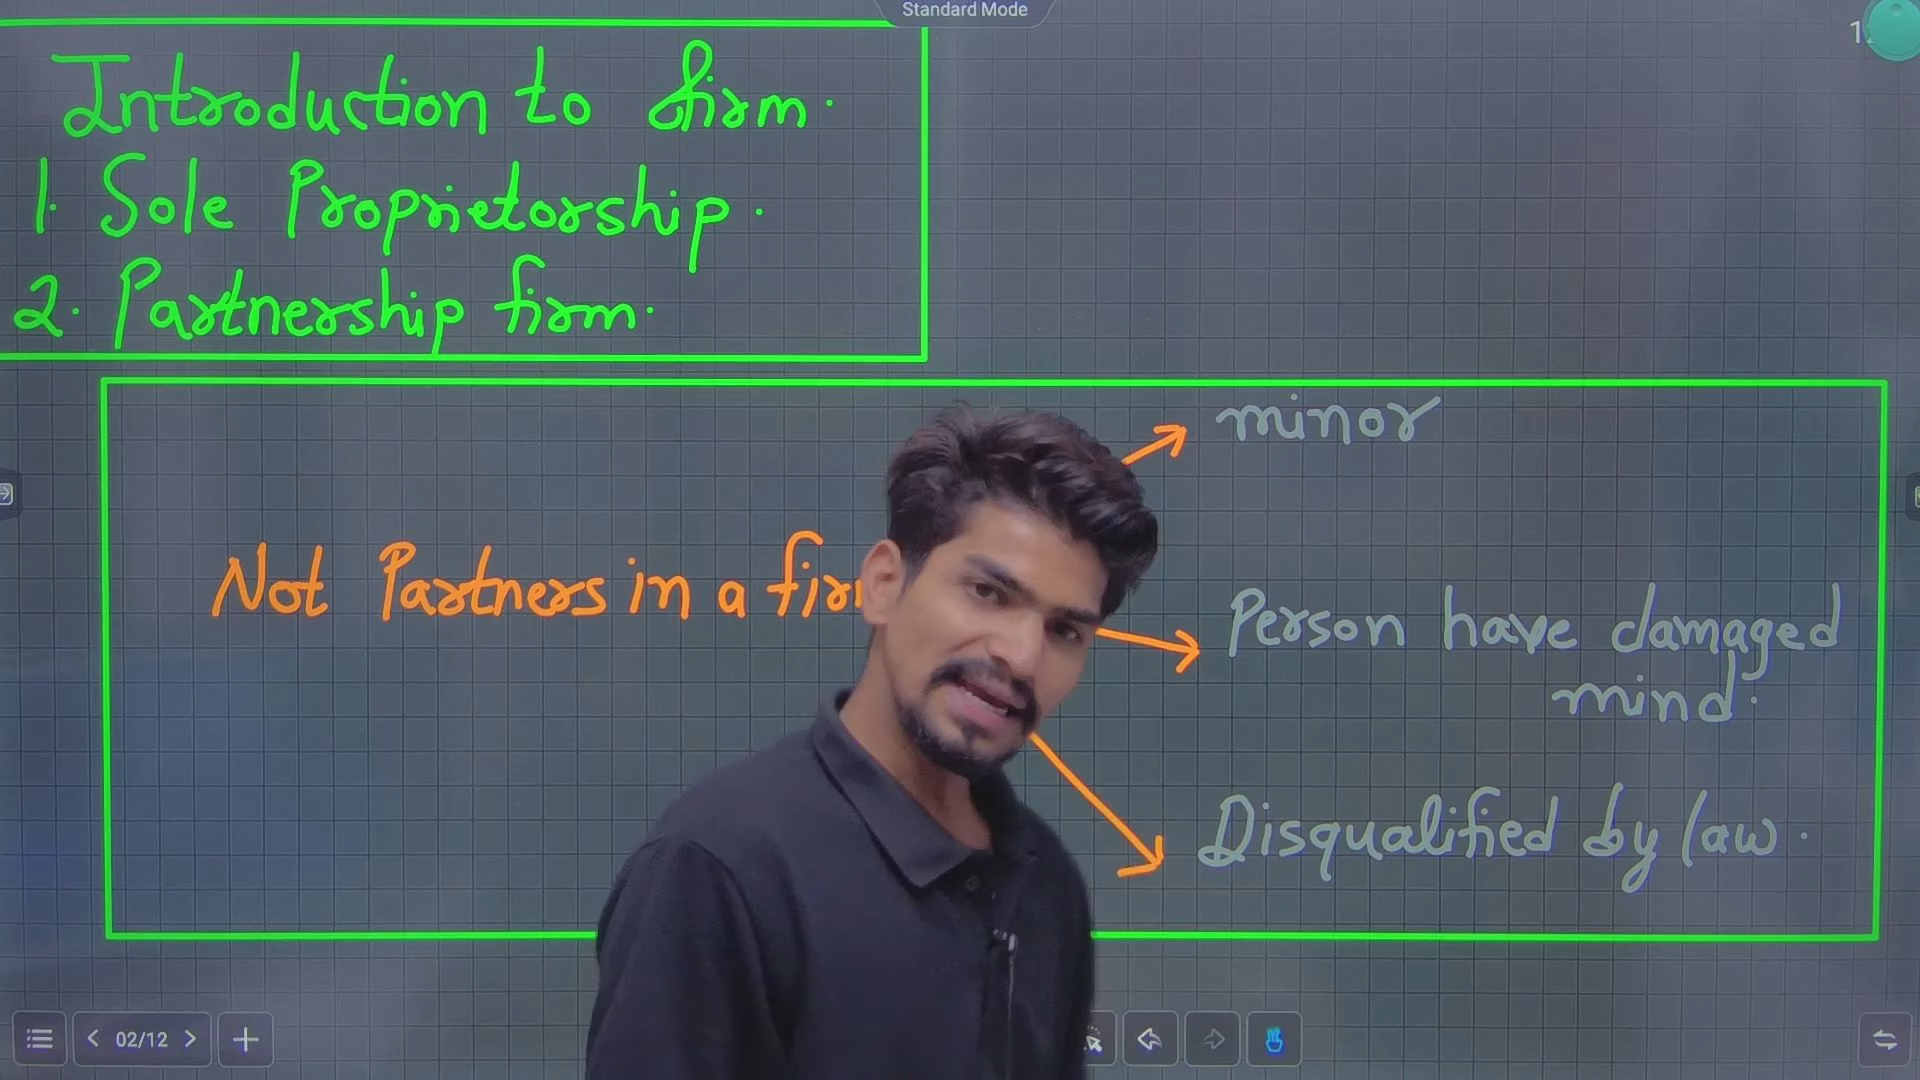 Standard Mode
Introduction to firm.
1. Sole Proprietorship.
2. Partnership firm.
minor
Not Partners in a
Person have damaged
mind.
Disqualified by law.
02/12